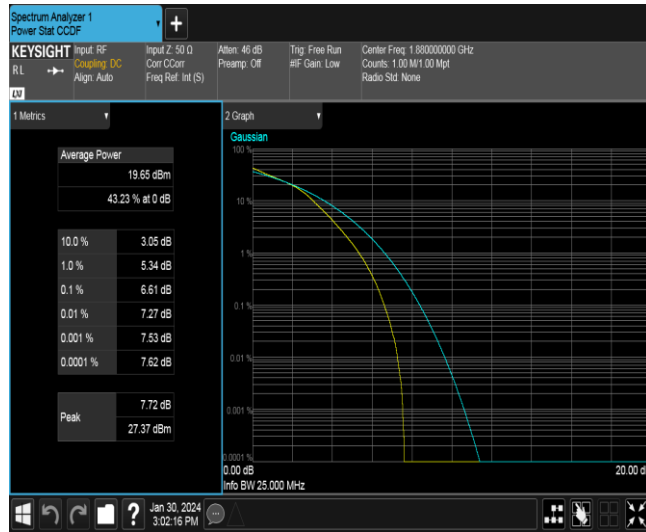 Spectrum Analyzer 1
Power Stat CCDF
+
KEYSIGHT Input: RF Input Z: 50 Ω Atten: 46 dB Trig: Free Run Center Freq: 1.880000000 GHz
RL Coupling: DC Corr CCorr Preamp: Off #IF Gain: Low Counts: 1.00 M/1.00 Mpt
Align: Auto Freq Ref: Int (S) Radio Std: None
LXI
1 Metrics
Average Power
19.65 dBm
43.23 % at 0 dB
10.0 % 3.05 dB
1.0 % 5.34 dB
0.1 % 6.61 dB
0.01 % 7.27 dB
0.001 % 7.53 dB
0.0001 % 7.62 dB
Peak 7.72 dB
27.37 dBm
2 Graph
Gaussian
100 %
10 %
1 %
0.1 %
0.01 %
0.001 %
0.0001 %
0.00 dB 20.00 d
Info BW 25.000 MHz
? Jan 30, 2024
3:02:16 PM